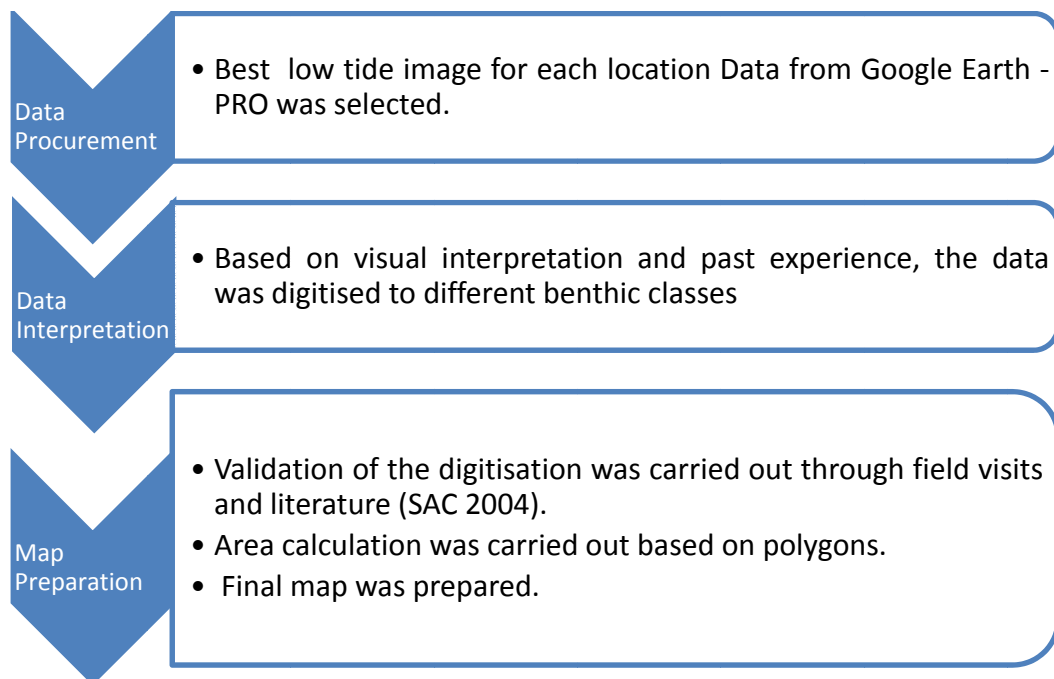 Data
Procurement
• Best low tide image for each location Data from Google Earth -
PRO was selected.
Data
Interpretation
• Based on visual interpretation and past experience, the data
was digitised to different benthic classes
Map
Preparation
• Validation of the digitisation was carried out through field visits
and literature (SAC 2004).
• Area calculation was carried out based on polygons.
• Final map was prepared.